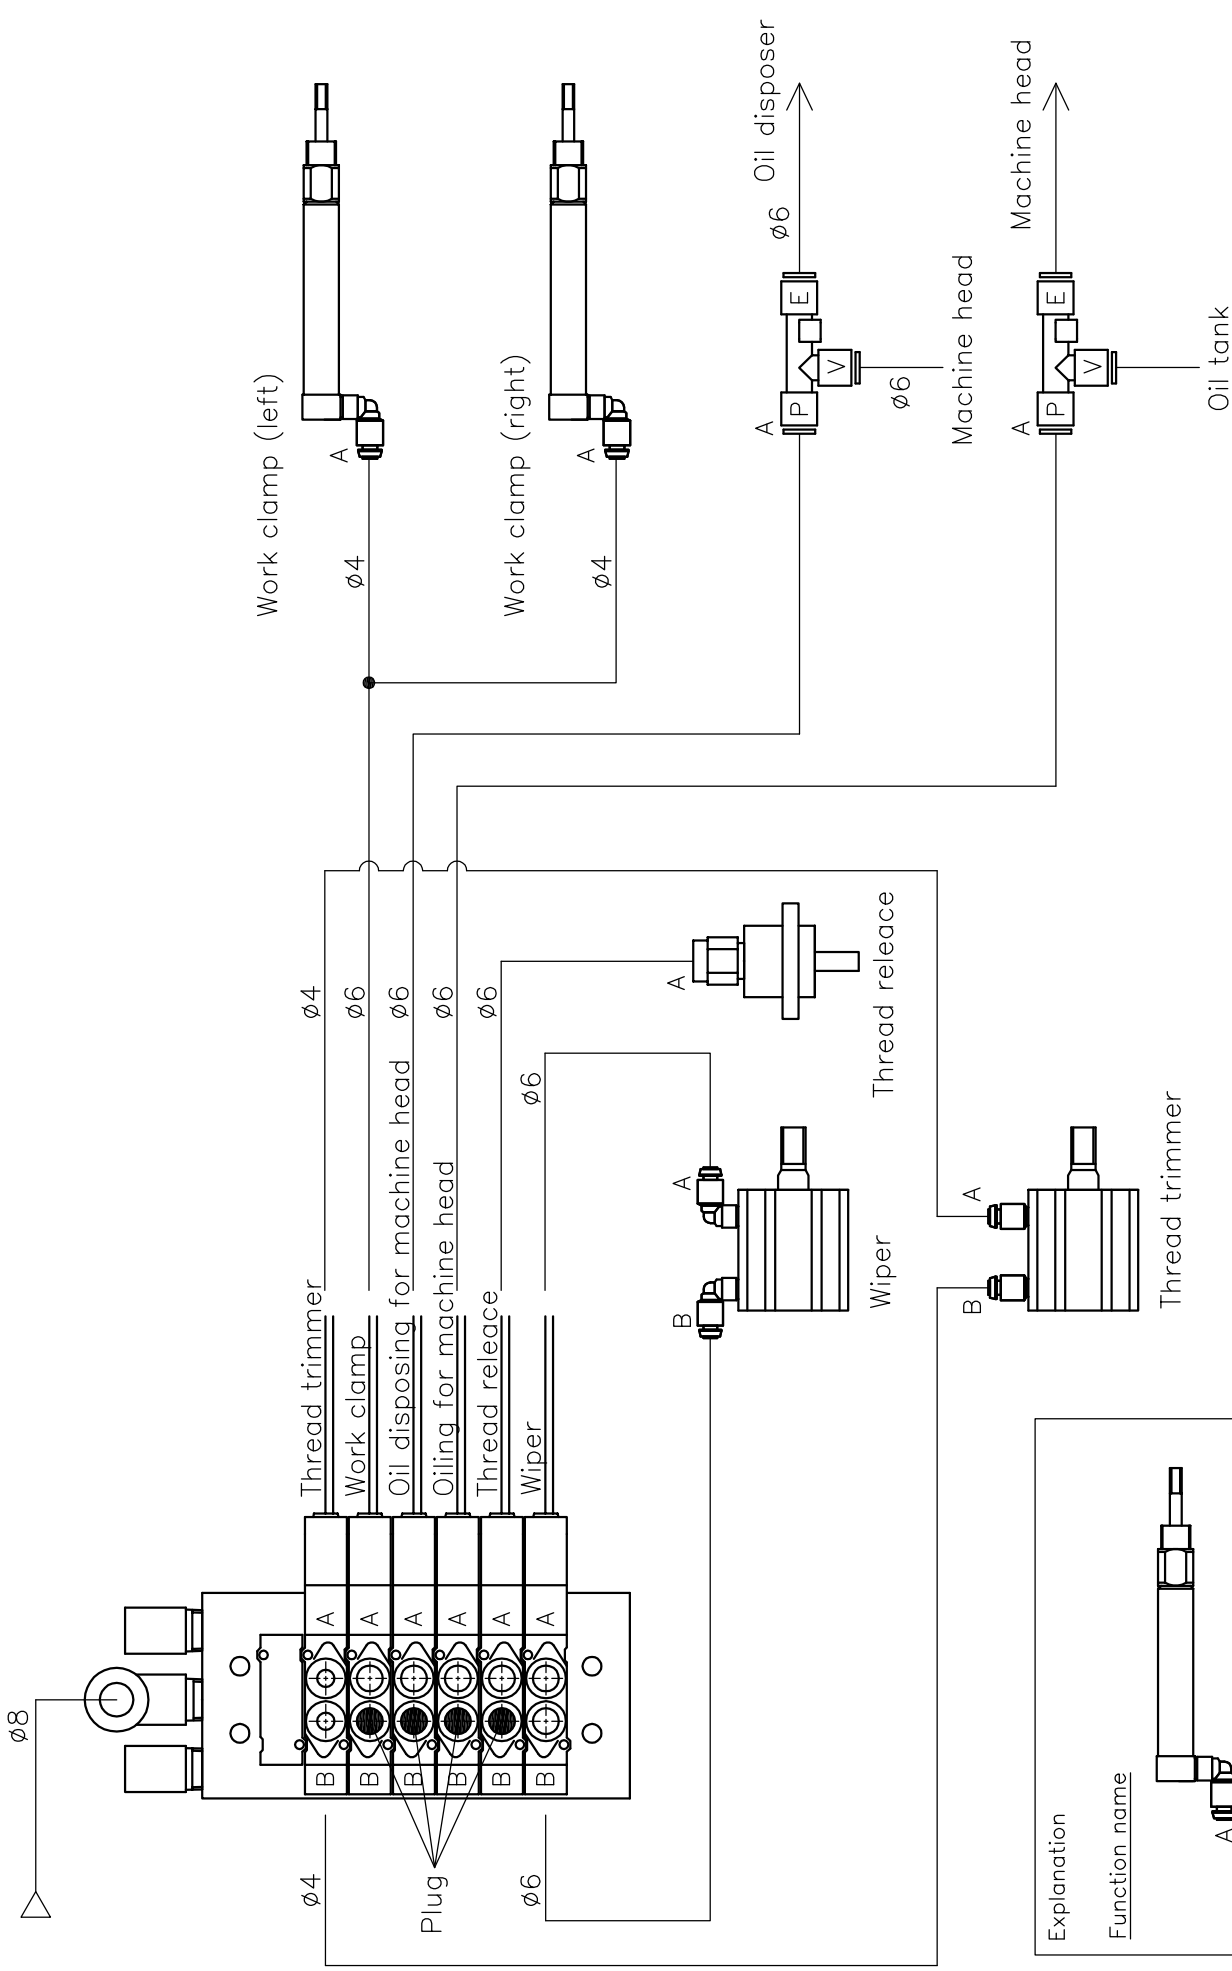 Work clamp (left)
A
ø4
Work clamp (right)
A
ø4
Oil disposer
ø6
A
P
V
E
ø6
Machine head
Machine head
A
P
V
E
Oil tank
ø8
Thread trimmer
ø4
Work clamp
ø6
Oil disposing for machine head
ø6
Oiling for machine head
ø6
Thread releace
ø6
Wiper
ø6
B A
B A
B A
B A
B A
B A
Plug
ø4
ø6
A
Thread releace
B
A
Wiper
B
A
Thread trimmer
Explanation
Function name
A